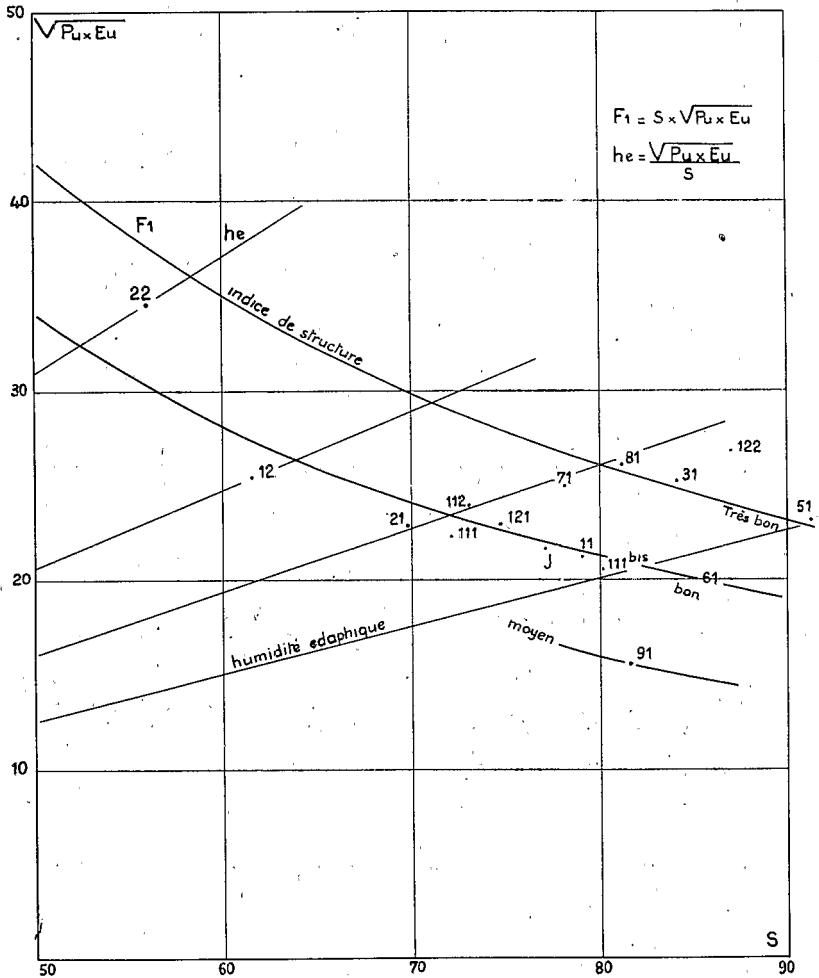 50
√Pu×Eu
F1 = S × √Pu × Eu
he = √Pu × Eu
S
40
F1
he
22
indice de structure
30
122
81
12
71
31
51
112
Très bon
21
121
111
11
J
111 bis
20
61
bon
humidité edaphique
moyen
91
10
S
50
60
70
80
90